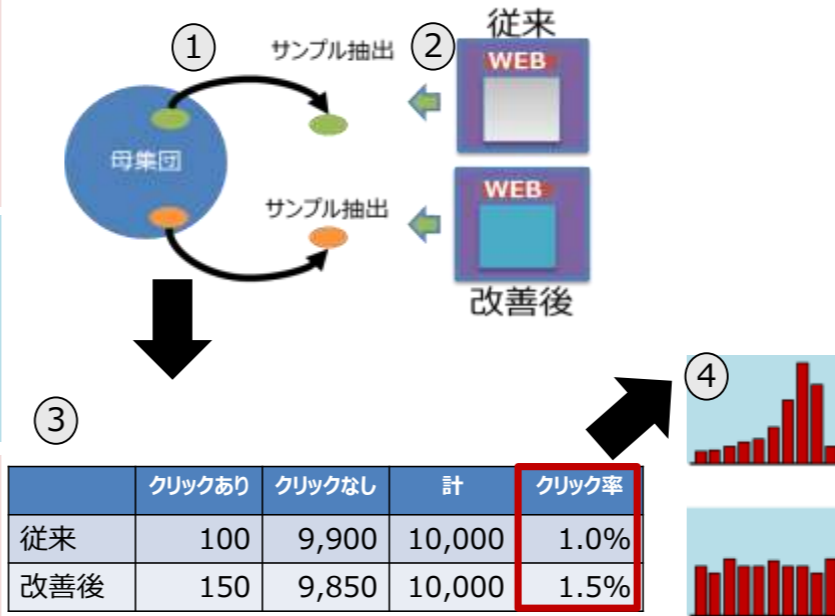 従来
① サンプル抽出 ②
WEB
母集団
WEB
サンプル抽出
改善後
④
③
クリックあり クリックなし 計 クリック率
従来 100 9,900 10,000 1.0%
改善後 150 9,850 10,000 1.5%